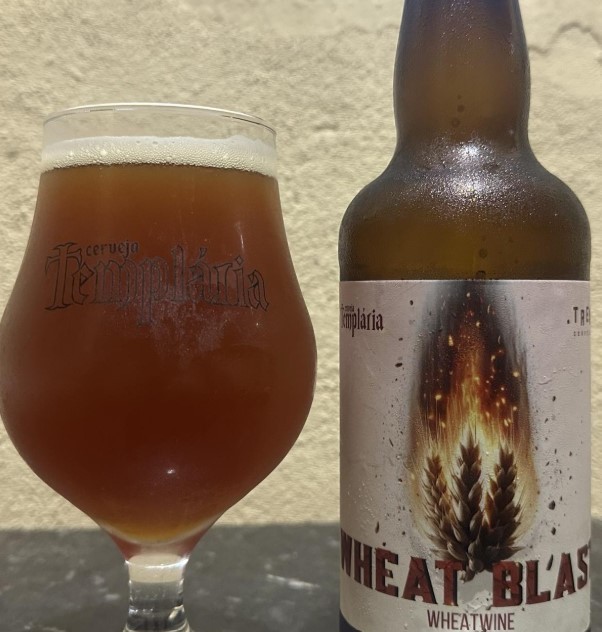 cerveja
Templária
Templária
WHEAT BLAS
WHEATWINE